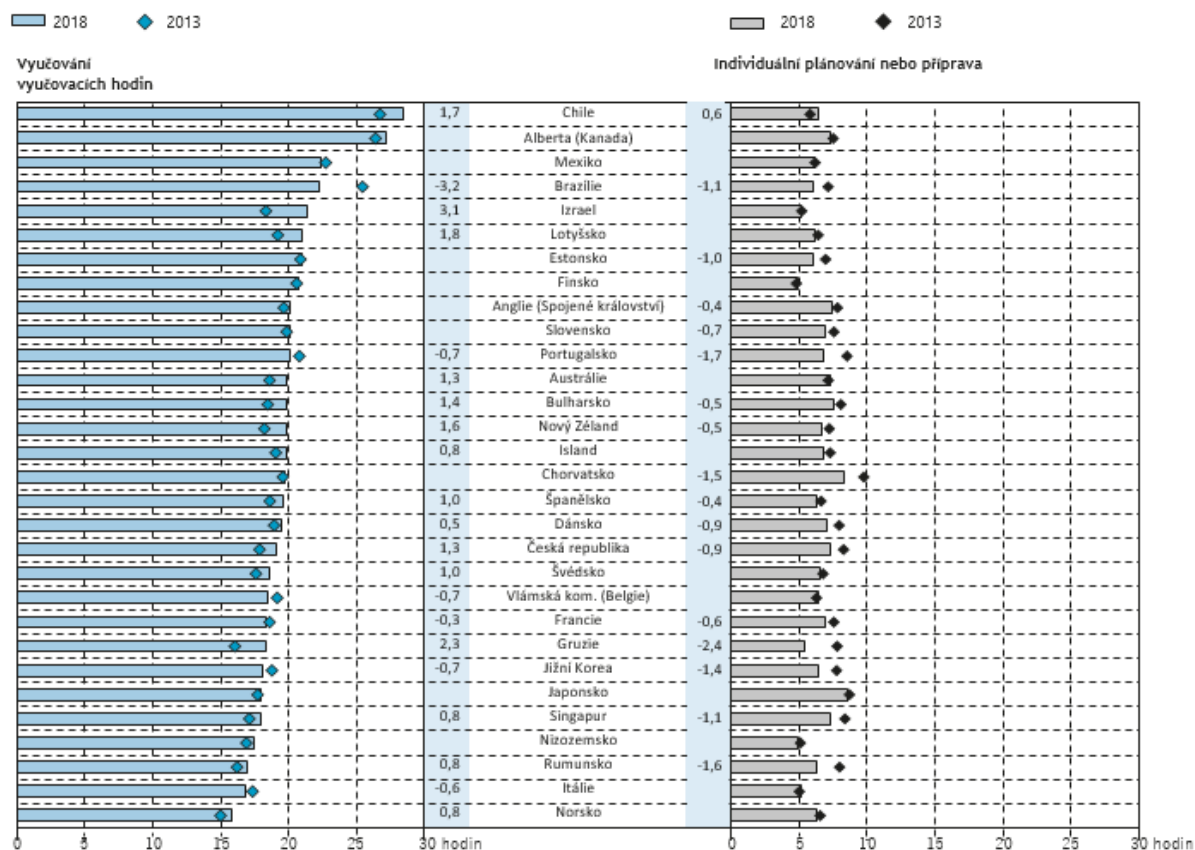 2018 2013 2018 2013
Vyučování
vyučovacích hodin
Individuální plánování nebo příprava
1,7 Chile 0,6
Alberta (Kanada)
Mexiko
-3,2 Brazílie -1,1
3,1 Izrael
1,8 Lotyšsko
Estonsko -1,0
Finsko
Anglie (Spojené království) -0,4
Slovensko -0,7
-0,7 Portugalsko -1,7
1,3 Austrálie
1,4 Bulharsko -0,5
1,6 Nový Zéland -0,5
0,8 Island
Chorvatsko -1,5
1,0 Španělsko -0,4
0,5 Dánsko -0,9
1,3 Česká republika -0,9
1,0 Švédsko
-0,7 Vlámská kom. (Belgie)
-0,3 Francie -0,6
2,3 Gruzie -2,4
-0,7 Jižní Korea -1,4
Japonsko
0,8 Singapur -1,1
Nizozemsko
0,8 Rumunsko -1,6
-0,6 Itálie
0,8 Norsko
0 5 10 15 20 25 30 hodin 0 5 10 15 20 25 30 hodin